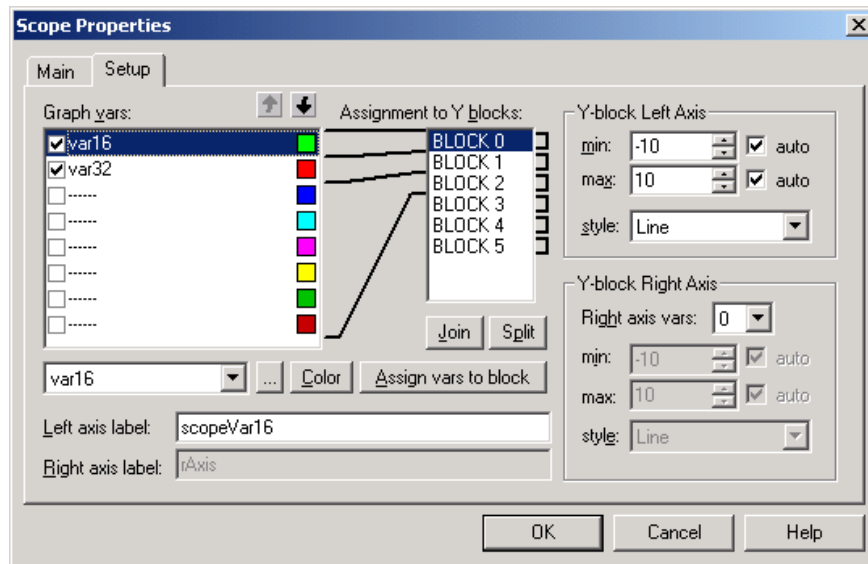 Scope Properties
Main
Setup
Graph vars:
Assignment to Y blocks:
var16
var32
------
------
------
------
------
------
BLOCK 0
BLOCK 1
BLOCK 2
BLOCK 3
BLOCK 4
BLOCK 5
Join
Split
var16
...
Color
Assign vars to block
Left axis label:
scopeVar16
Right axis label:
rAxis
Y-block Left Axis
min:
-10
auto
max:
10
auto
style:
Line
Y-block Right Axis
Right axis vars:
0
min:
-10
auto
max:
10
auto
style:
Line
OK
Cancel
Help